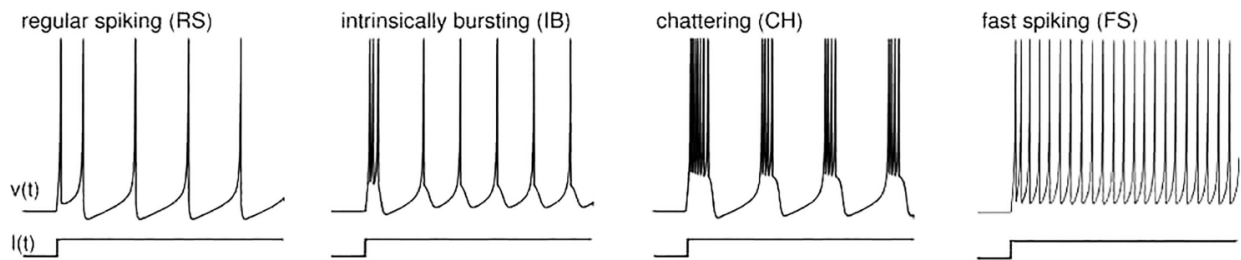 regular spiking (RS)
intrinsically bursting (IB)
chattering (CH)
fast spiking (FS)
v(t)
I(t)